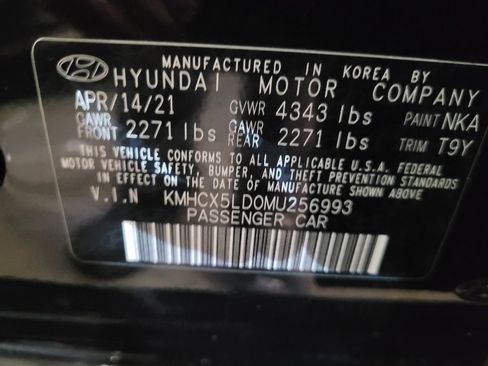 MANUFACTURED IN KOREA BY
HYUNDAI MOTOR COMPANY
APR/14/21 GVWR 4343 lbs PAINT NKA
GAWR FRONT 2271 lbs GAWR REAR 2271 lbs TRIM T9Y
THIS VEHICLE CONFORMS TO ALL APPLICABLE U.S.A. FEDERAL
MOTOR VEHICLE SAFETY, BUMPER, AND THEFT PREVENTION STANDARDS
IN EFFECT ON THE DATE OF MANUFACTURE SHOWN ABOVE
V.I.N KMHCX5LD0MU256993
PASSENGER CAR